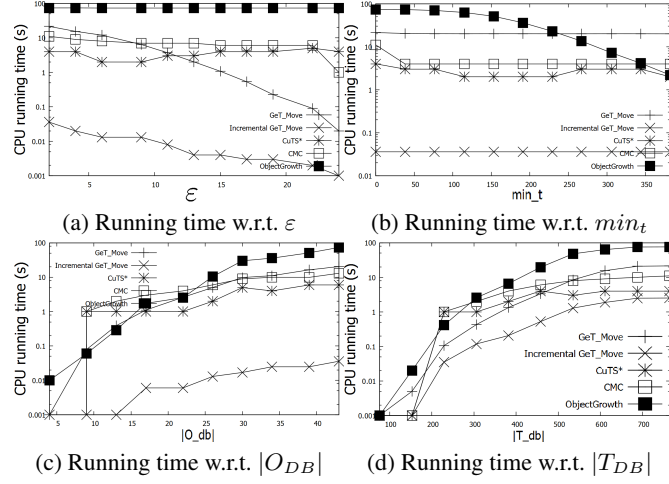 CPU running time (s)
100
10
1
0.1
0.01
0.001
GeT_Move
Incremental GeT_Move
CuTS*
CMC
ObjectGrowth
5 10 15 20
ε
(a) Running time w.r.t. ε
CPU running time (s)
100
10
1
0.1
0.01
GeT_Move
Incremental GeT_Move
CuTS*
CMC
ObjectGrowth
0 50 100 150 200 250 300 350
min_t
(b) Running time w.r.t. min_t
CPU running time (s)
100
10
1
0.1
0.01
0.001
GeT_Move
Incremental GeT_Move
CuTS*
CMC
ObjectGrowth
5 10 15 20 25 30 35 40
|O_db|
(c) Running time w.r.t. |O_DB|
CPU running time (s)
100
10
1
0.1
0.01
0.001
GeT_Move
Incremental GeT_Move
CuTS*
CMC
ObjectGrowth
100 200 300 400 500 600 700
|T_db|
(d) Running time w.r.t. |T_DB|